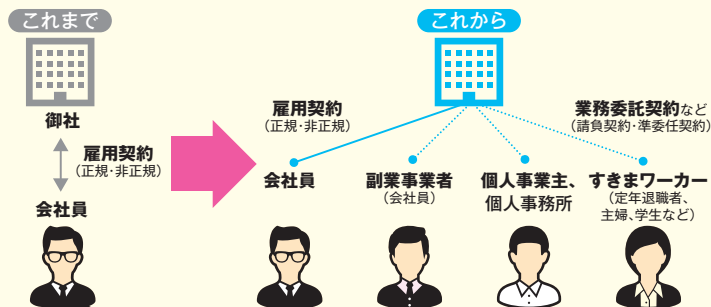 これまで
御社
雇用契約
(正規・非正規)
会社員
これから
雇用契約
(正規・非正規)
業務委託契約など
(請負契約・準委任契約)
会社員
副業事業者
(会社員)
個人事業主、
個人事務所
すきまワーカー
(定年退職者、
主婦、学生など)